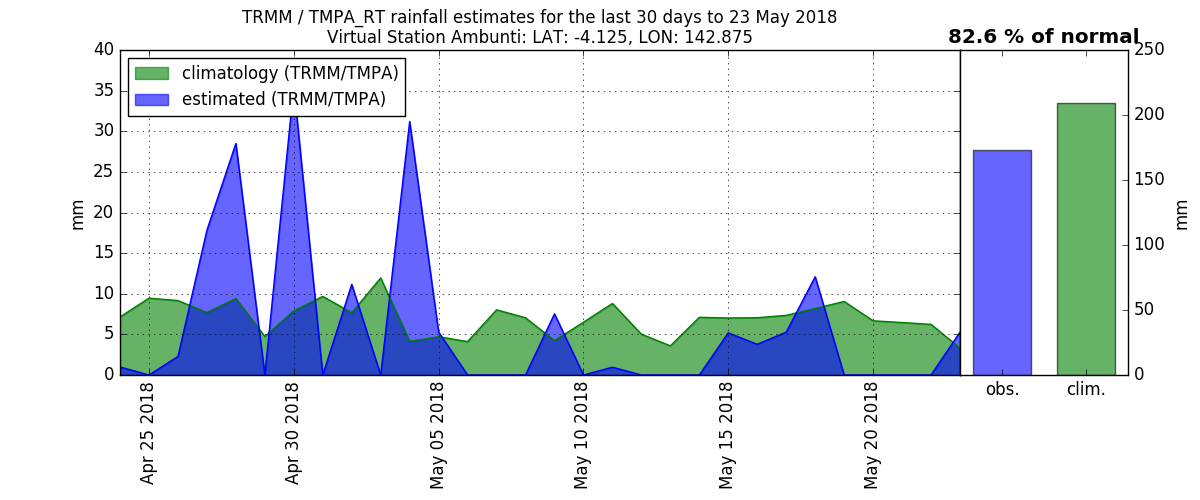 TRMM / TMPA_RT rainfall estimates for the last 30 days to 23 May 2018
Virtual Station Ambunti: LAT: -4.125, LON: 142.875
82.6 % of normal
climatology (TRMM/TMPA)
estimated (TRMM/TMPA)
40
35
30
25
20
15
10
5
0
mm
Apr 25 2018
Apr 30 2018
May 05 2018
May 10 2018
May 15 2018
May 20 2018
250
200
150
100
50
0
mm
obs.
clim.